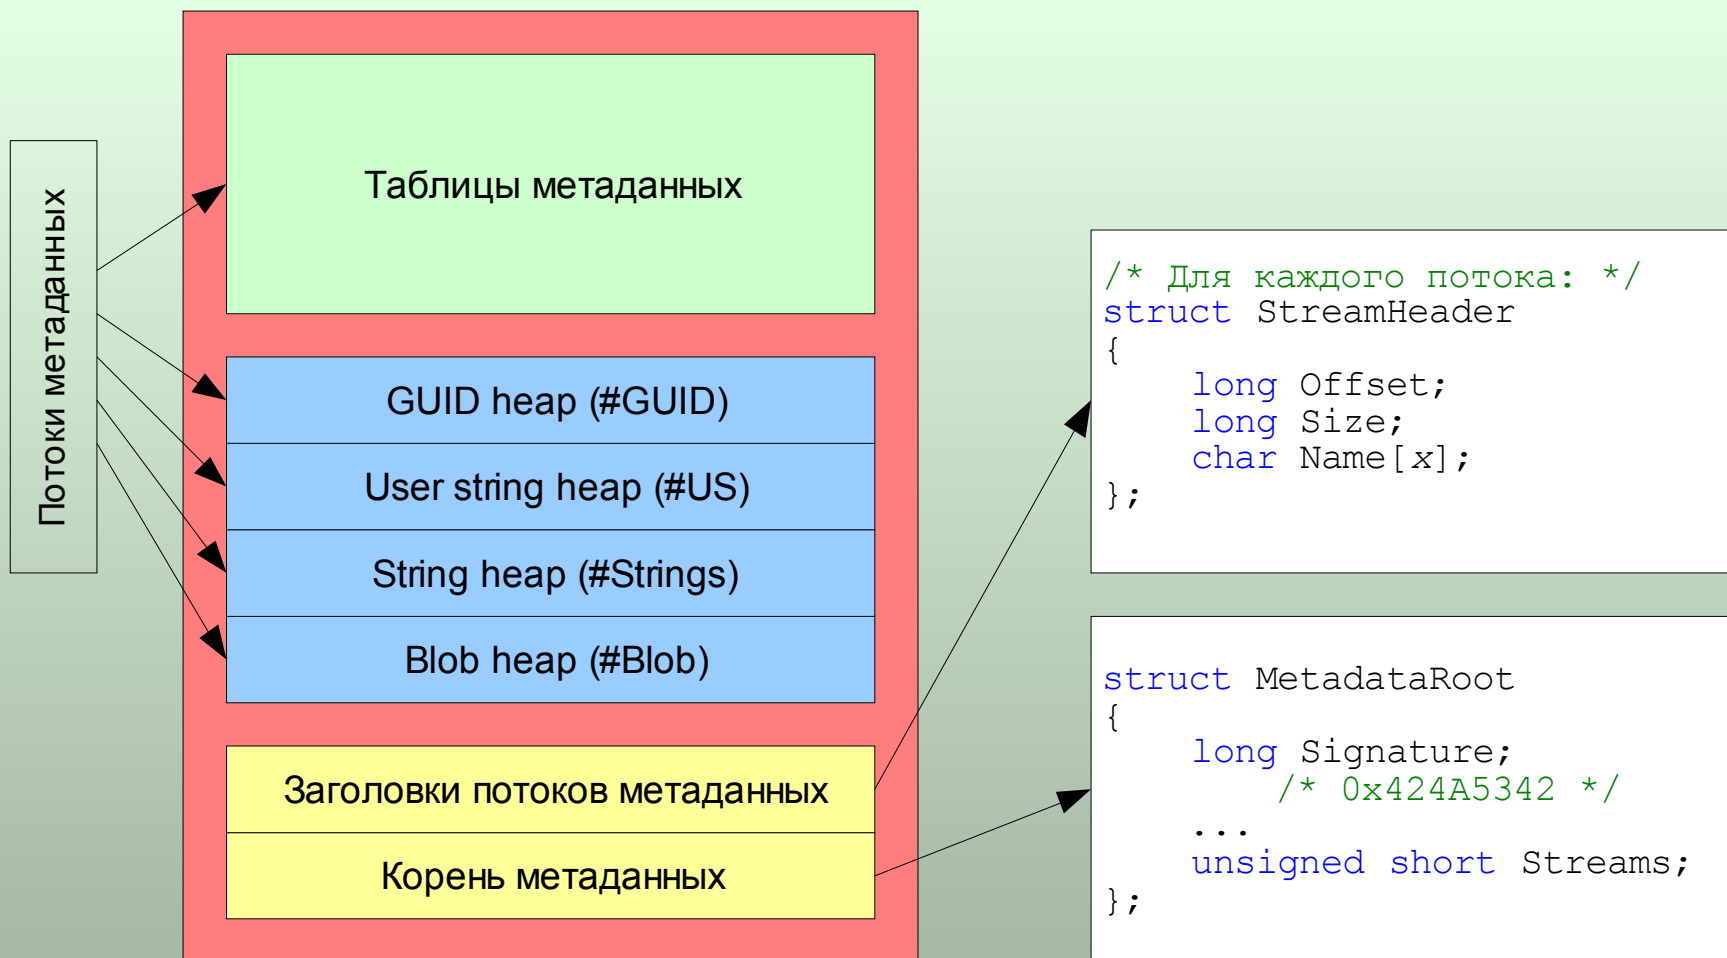 Потоки метаданных
Таблицы метаданных
GUID heap (#GUID)
User string heap (#US)
String heap (#Strings)
Blob heap (#Blob)
Заголовки потоков метаданных
Корень метаданных
/* Для каждого потока: */
struct StreamHeader
{
long Offset;
long Size;
char Name[x];
};
struct MetadataRoot
{
long Signature;
/* 0x424A5342 */
...
unsigned short Streams;
};